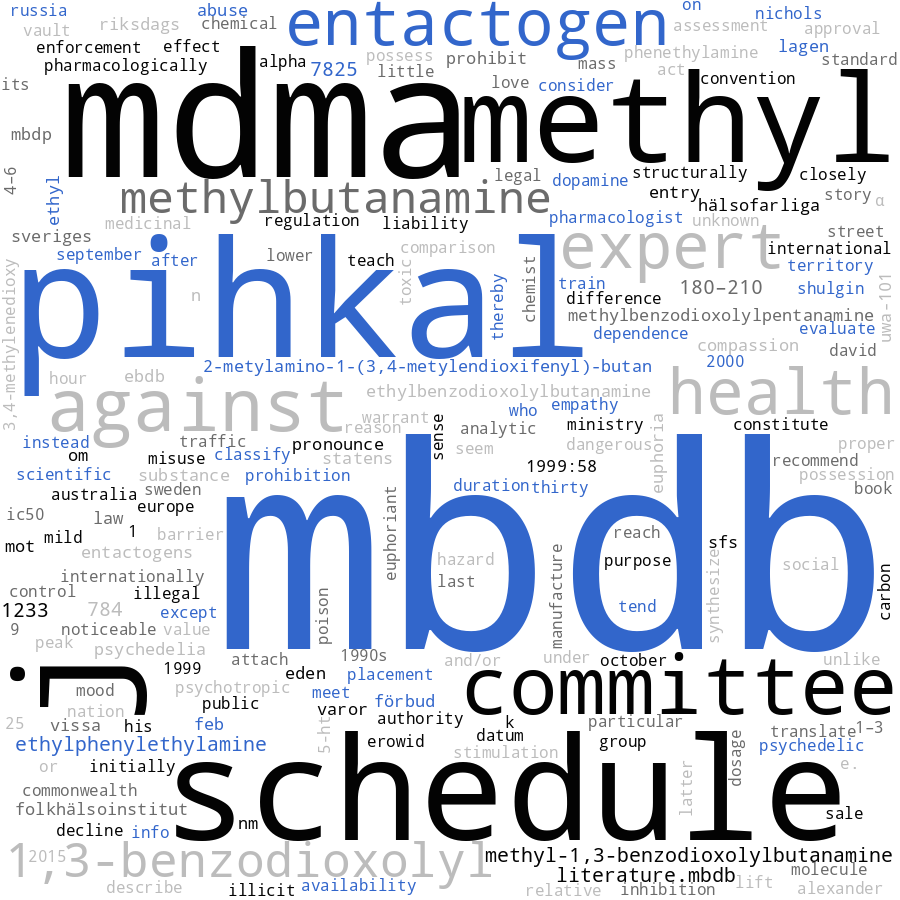 russia abuse entactogen on nichols
vault riksdags chemical assessment approval
enforcement effect possess prohibit phenethylamine lagen
pharmacologically alpha 7825 little mass act standard
its mdma love consider convention methyl
mbdp legal dopamine structurally closely
4–6 ethyl methylbutanamine entry hälsofarliga story α
medicinal regulation liability pharmacologist unknown street
sveriges september after lower teach comparison expert international
territory
3,4-methylenedioxy n pihkal toxic thereby chemist train difference 180–210 shulgin uwa-101
methylbenzodioxolylpentanamine
dependence evaluate
2-metylamino-1-(3,4-metylendioxifenyl)-butan 2000 compassion david
hour ebdb ethylbenzodioxolylbutanamine health
against warrant reason who empathy
instead traffic pronounce sense analytic ministry euphoria constitute
om misuse classify statens seem dangerous proper
scientific substance prohibition 1999:58 recommend possession
australia sweden duration thirty book
ic50 law europe euphoriant
mot mild 1 barrier mbdb reach sfs
entactogens hazard purpose social
internationally last manufacture synthesize carbon
control illegal poison tend
1233 784 except
9 noticeable value
peak psychedelia attach 1990s and/or under october unlike
ij 1999 eden placement committee
mood psychotropic meet
nation public varor förbud
25 vissa his feb 5-ht authority k particular translate 1–3
ethylphenylethylamine erowid datum group dosage psychedelic
or initially stimulation latter e.
commonwealth schedule
folkhälsoinstitut sale
decline info nm
1,3-benzodioxolyl 2015 methyl-1,3-benzodioxolylbutanamine
literature.mbdb molecule
describe illicit availability relative inhibition lift alexander